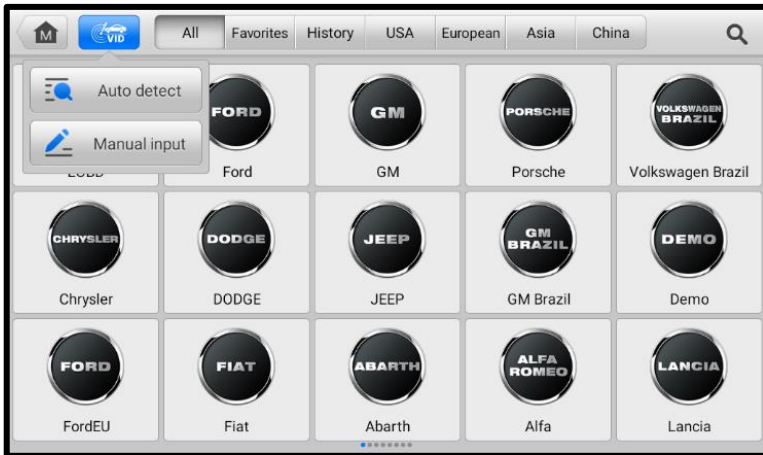 M
VID
All
Favorites
History
USA
European
Asia
China
Auto detect
Manual input
FORD
GM
PORSCHE
VOLKSWAGEN
BRAZIL
EOBD
Ford
GM
Porsche
Volkswagen Brazil
CHRYSLER
DODGE
JEEP
GM
BRAZIL
DEMO
Chrysler
DODGE
JEEP
GM Brazil
Demo
FORD
FIAT
ABARTH
ALFA
ROMEO
LANCIA
FordEU
Fiat
Abarth
Alfa
Lancia